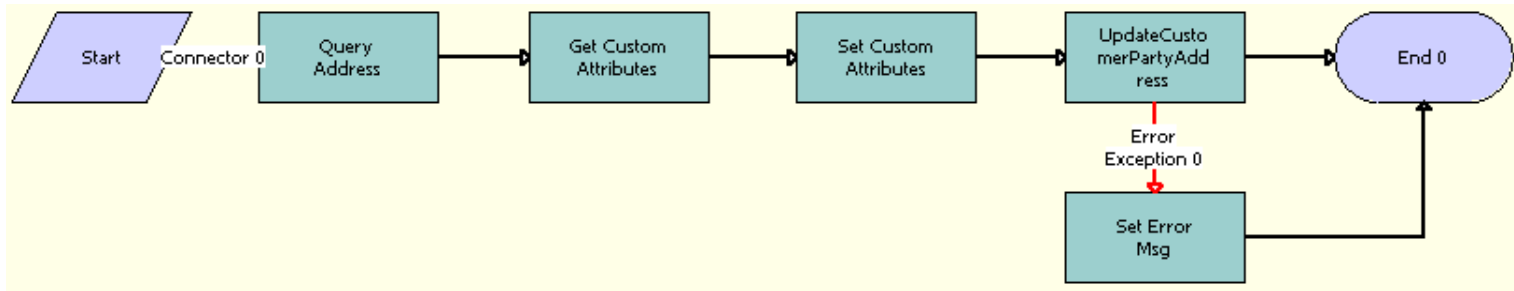 Start
Connector 0
Query
Address
Get Custom
Attributes
Set Custom
Attributes
UpdateCusto
merPartyAdd
ress
End 0
Error
Exception 0
Set Error
Msg